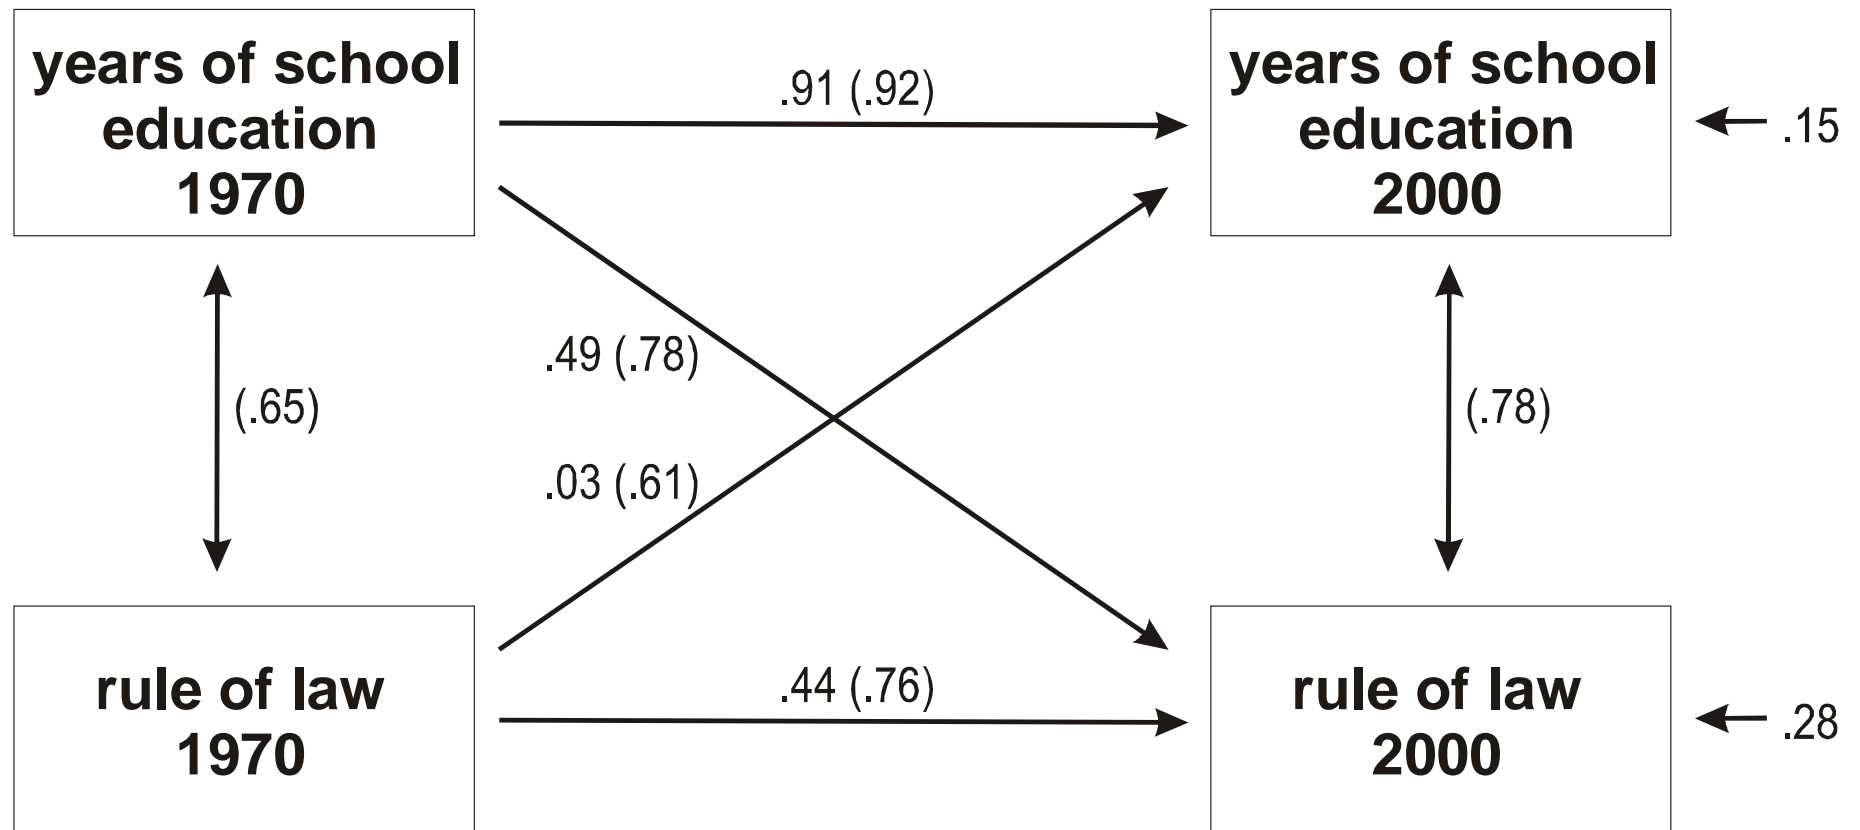 years of school
education
1970
.91 (.92)
years of school
education
2000
.15
.49 (.78)
(.65)
(.78)
.03 (.61)
rule of law
1970
.44 (.76)
rule of law
2000
.28